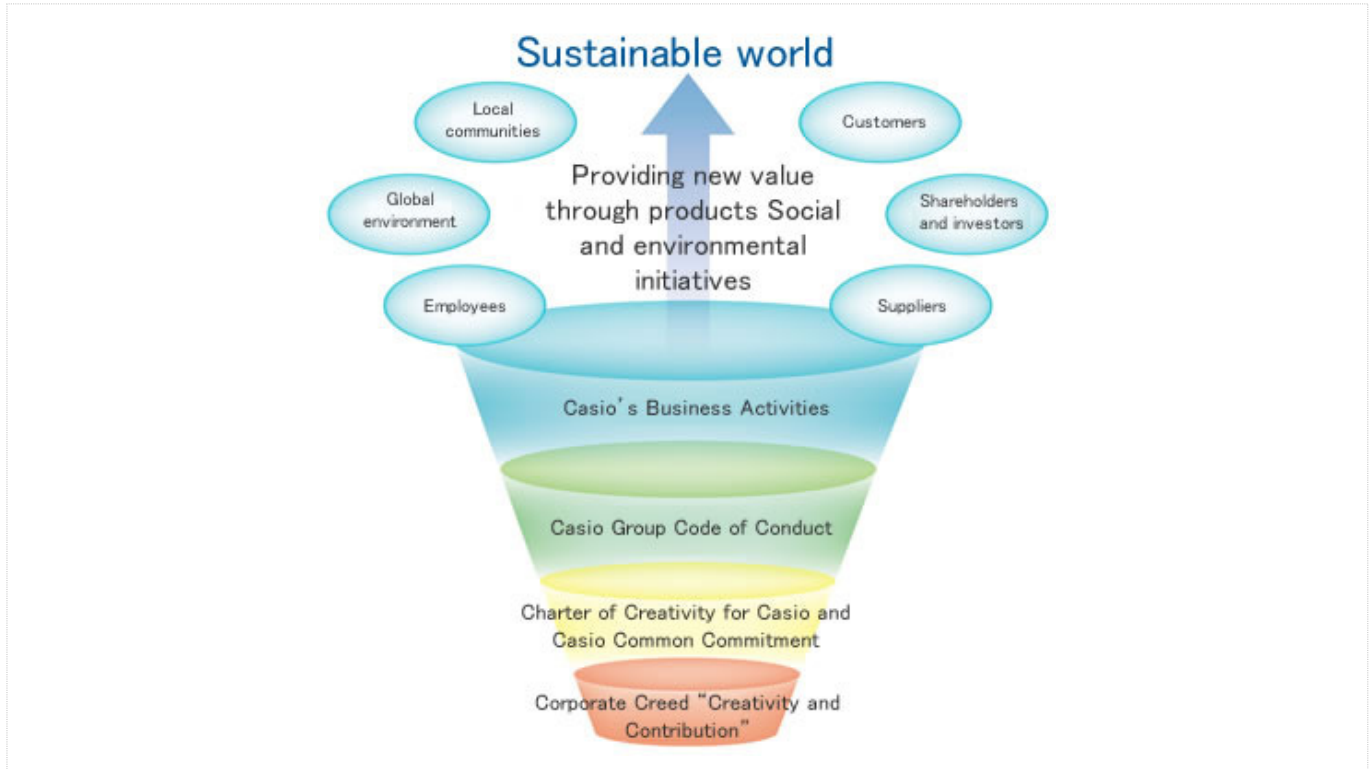 Sustainable world
Local
communities
Customers
Providing new value
through products Social
and environmental
initiatives
Global
environment
Shareholders
and investors
Employees
Suppliers
Casio's Business Activities
Casio Group Code of Conduct
Charter of Creativity for Casio and
Casio Common Commitment
Corporate Creed “Creativity and
Contribution”